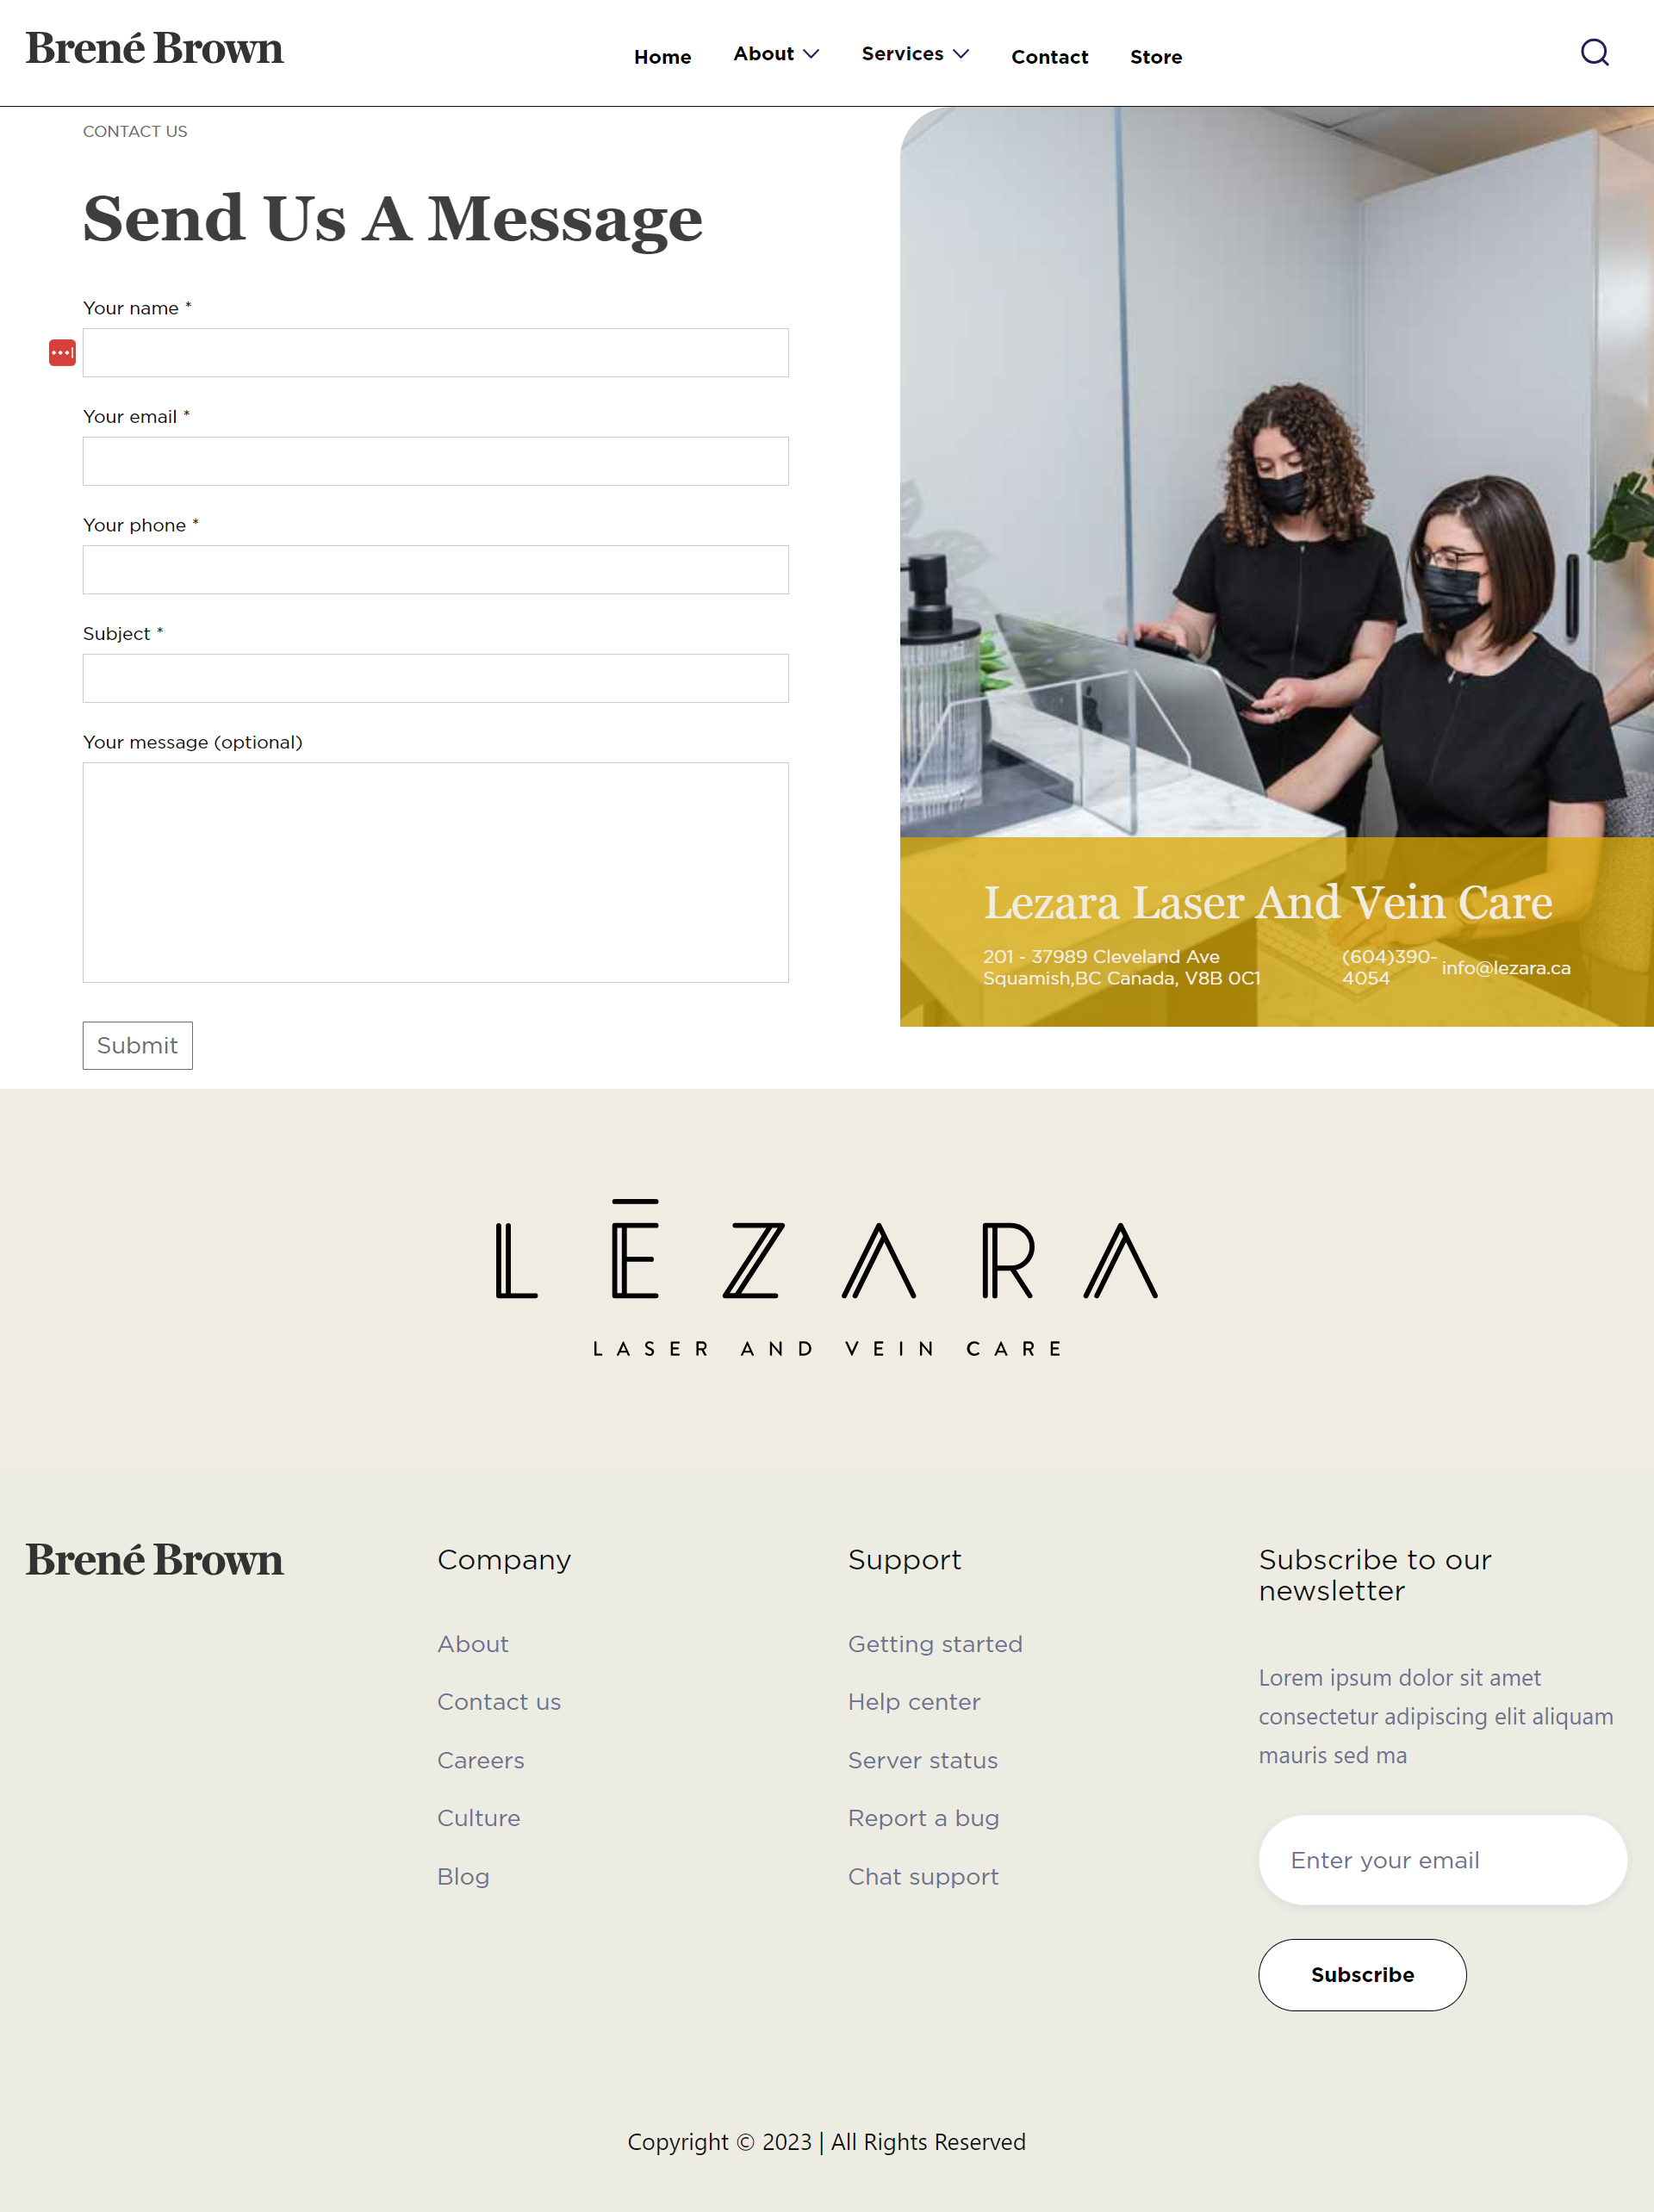 Brené Brown
Home About Services Contact Store
CONTACT US
Send Us A Message
Your name *
Your email *
Your phone *
Subject *
Your message (optional)
Submit
Lezara Laser And Vein Care
201 - 37989 Cleveland Ave
Squamish,BC Canada, V8B 0C1
(604)390-
4054
info@lezara.ca
LĒZARA
LASER AND VEIN CARE
Brené Brown
Company
About
Contact us
Careers
Culture
Blog
Support
Getting started
Help center
Server status
Report a bug
Chat support
Subscribe to our
newsletter
Lorem ipsum dolor sit amet
consectetur adipiscing elit aliquam
mauris sed ma
Enter your email
Subscribe
Copyright © 2023 | All Rights Reserved